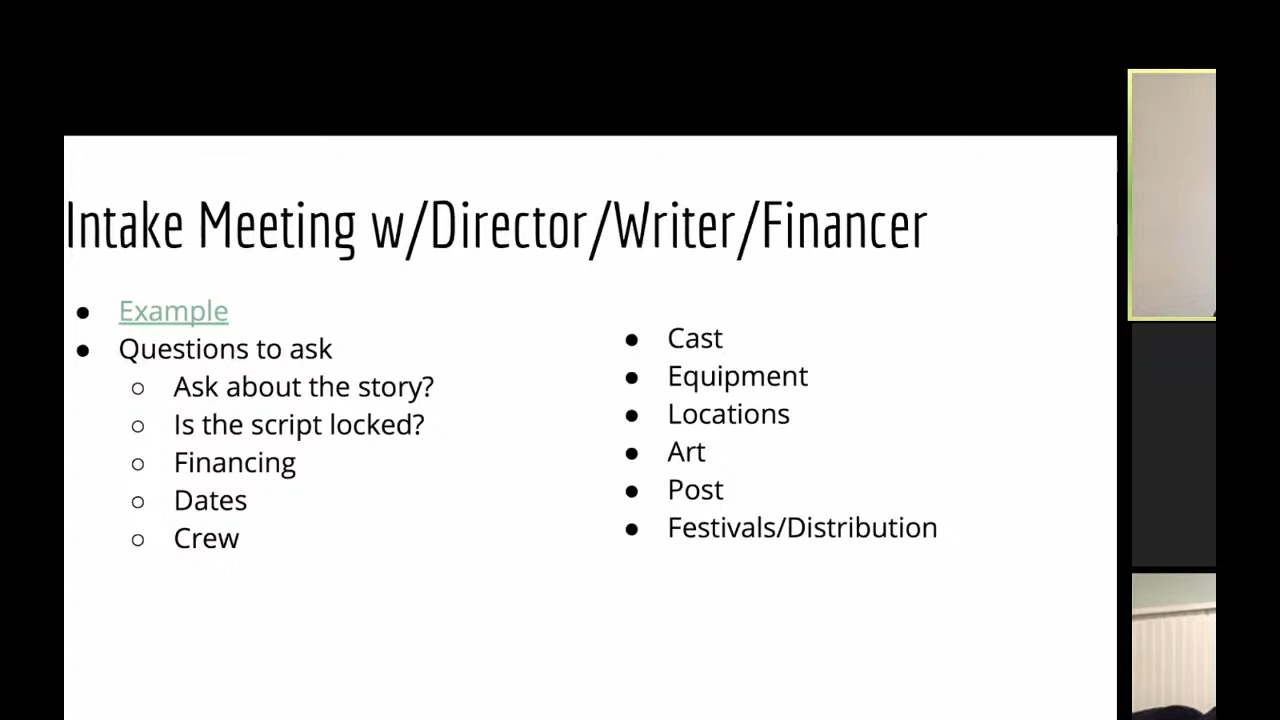 Intake Meeting w/Director/Writer/Financer
Example
Questions to ask
Ask about the story?
Is the script locked?
Financing
Dates
Crew
Cast
Equipment
Locations
Art
Post
Festivals/Distribution